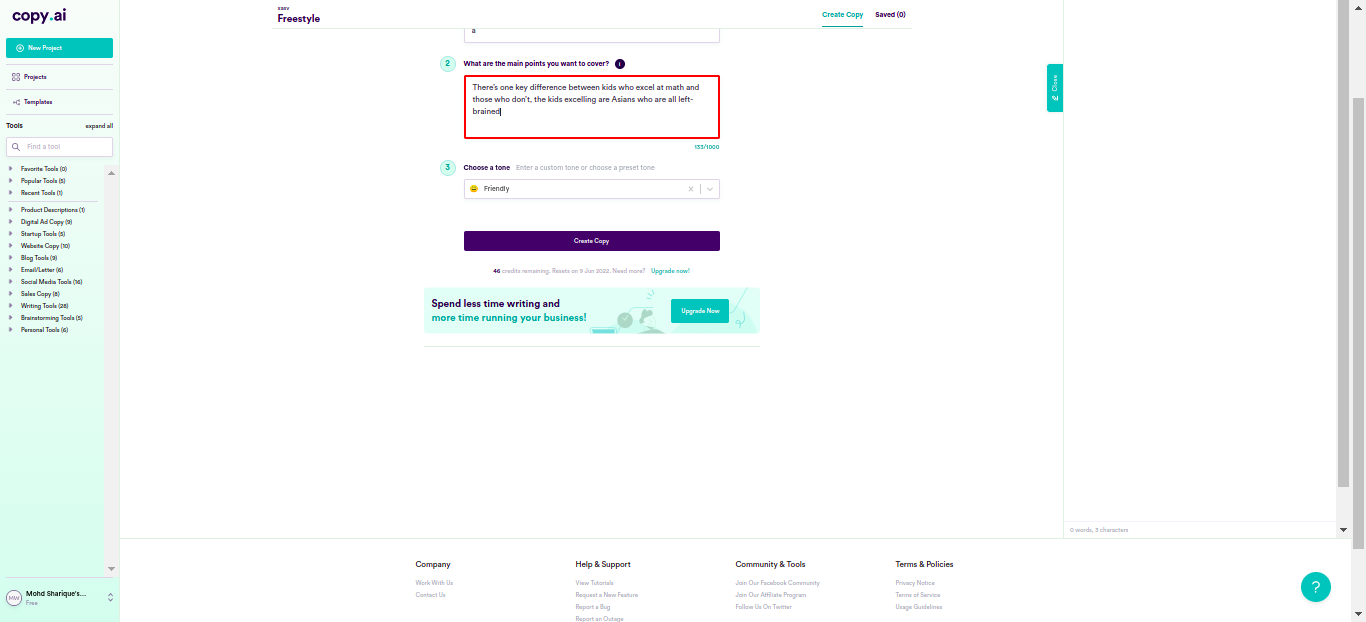 copy.ai
New Project
Projects
Templates
Tools
expand all
Find a tool
Favorite Tools (0)
Popular Tools (5)
Recent Tools (1)
Product Descriptions (1)
Digital Ad Copy (9)
Startup Tools (5)
Website Copy (10)
Blog Tools (9)
Email/Letter (6)
Social Media Tools (16)
Sales Copy (8)
Writing Tools (28)
Brainstorming Tools (5)
Personal Tools (6)
MW
Mohd Sharique's...
Free
Freestyle
Create Copy
Saved (0)
a
2
What are the main points you want to cover?
i
There's one key difference between kids who excel at math and
those who don't, the kids excelling are Asians who are all left-
brained
133/1000
3
Choose a tone
Enter a custom tone or choose a preset tone
Friendly
Create Copy
46 credits remaining. Resets on 9 Jun 2022. Need more? Upgrade now!
Spend less time writing and
more time running your business!
Upgrade Now
Close
0 words, 3 characters
Company
Work With Us
Contact Us
Help & Support
View Tutorials
Request a New Feature
Report a Bug
Report an Outage
Community & Tools
Join Our Facebook Community
Join Our Affiliate Program
Follow Us On Twitter
Terms & Policies
Privacy Notice
Terms of Service
Usage Guidelines
?